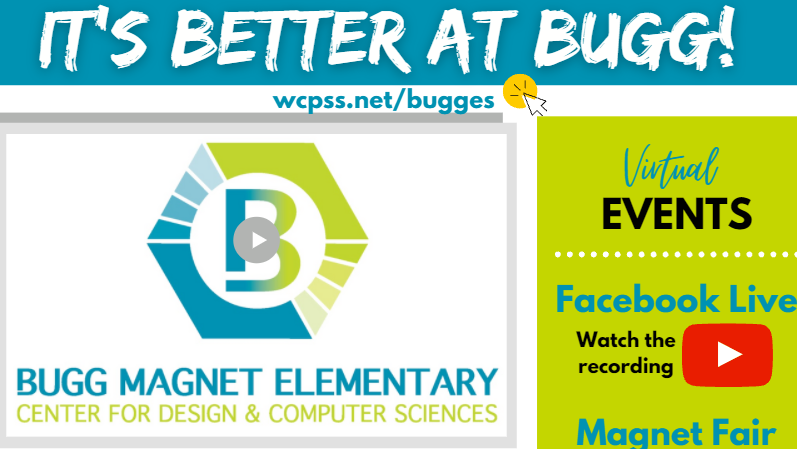 IT'S BETTER AT BUGG!
wcpss.net/bugges
B
BUGG MAGNET ELEMENTARY
CENTER FOR DESIGN & COMPUTER SCIENCES
Virtual
EVENTS
Facebook Live
Watch the
recording
Magnet Fair